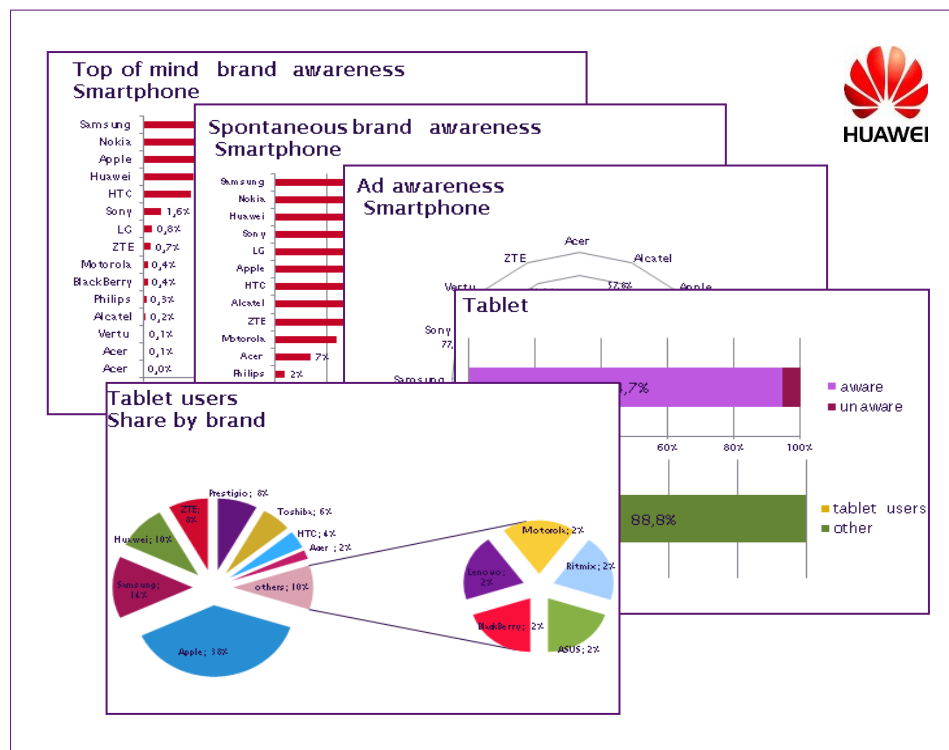 Top of mind brand awareness
Smartphone
Samsung
Nokia
Apple
Huawei
HTC
Sony 1,6%
LG 0,8%
ZTE 0,7%
Motorola 0,4%
BlackBerry 0,4%
Philips 0,3%
Alcatel 0,2%
Vertu 0,1%
Acer 0,1%
Acer 0,0%
HUAWEI
Spontaneous brand awareness
Smartphone
Samsung
Nokia
Huawei
Sony
LG
Apple
HTC
Alcatel
ZTE
Motorola
Acer 7%
Philips 2%
Ad awareness
Smartphone
Acer
ZTE
Alcatel
Vertu
Apple
Sony
Samsung
Tablet
aware
unaware
60% 80% 100%
88,8%
tablet users
other
Tablet users
Share by brand
Prestigio; 8%
ZTE;
8%
Toshiba; 6%
HTC; 4%
Acer ; 2%
Huawei; 10%
others; 10%
Samsung;
14%
Apple; 38%
Motorola; 2%
Lenovo;
2%
Ritmix; 2%
BlackBerry; 2%
ASUS; 2%